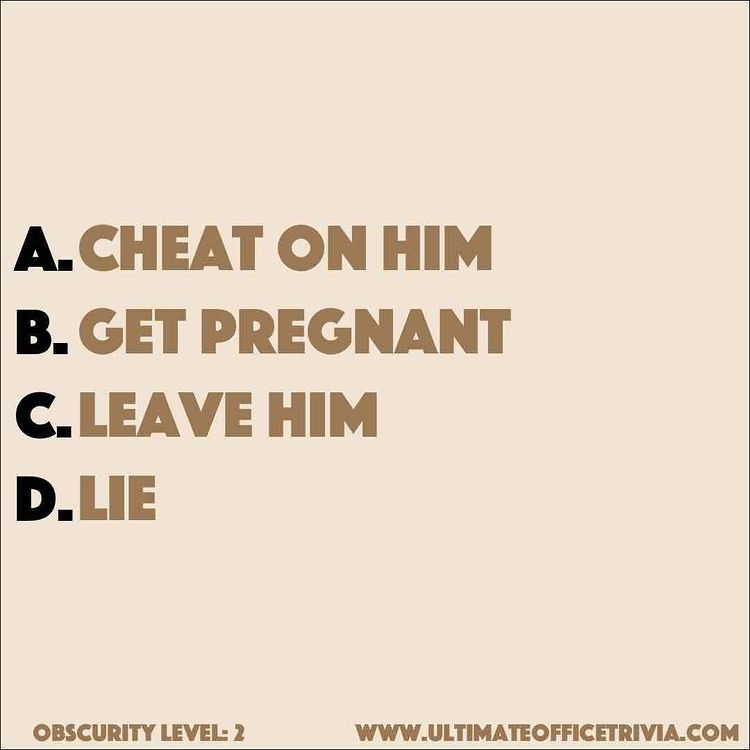 A. CHEAT ON HIM
B. GET PREGNANT
C. LEAVE HIM
D. LIE
OBSCURITY LEVEL: 2 WWW.ULTIMATEOFFICETRIVIA.COM